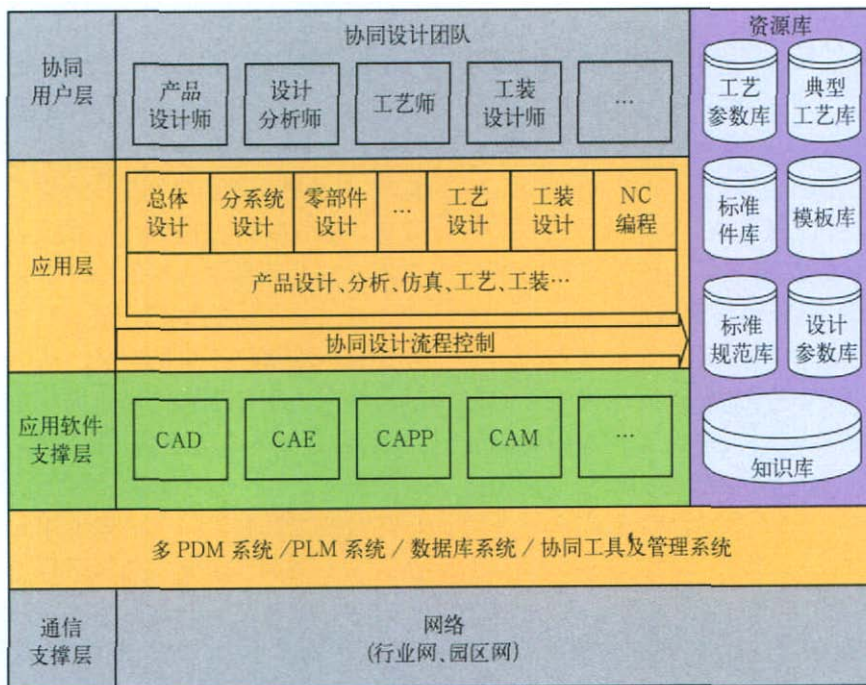 协同
用户层
协同设计团队
产品
设计师
设计
分析师
工艺师
工装
设计师
…
资源库
工艺
参数库
典型
工艺库
标准
件库
模板库
标准
规范库
设计
参数库
知识库
应用层
总体
设计
分系统
设计
零部件
设计
…
工艺
设计
工装
设计
NC
编程
产品设计、分析、仿真、工艺、工装…
协同设计流程控制
应用软件
支撑层
CAD
CAE
CAPP
CAM
…
多 PDM 系统 /PLM 系统 / 数据库系统 / 协同工具及管理系统
通信
支撑层
网络
(行业网、园区网)